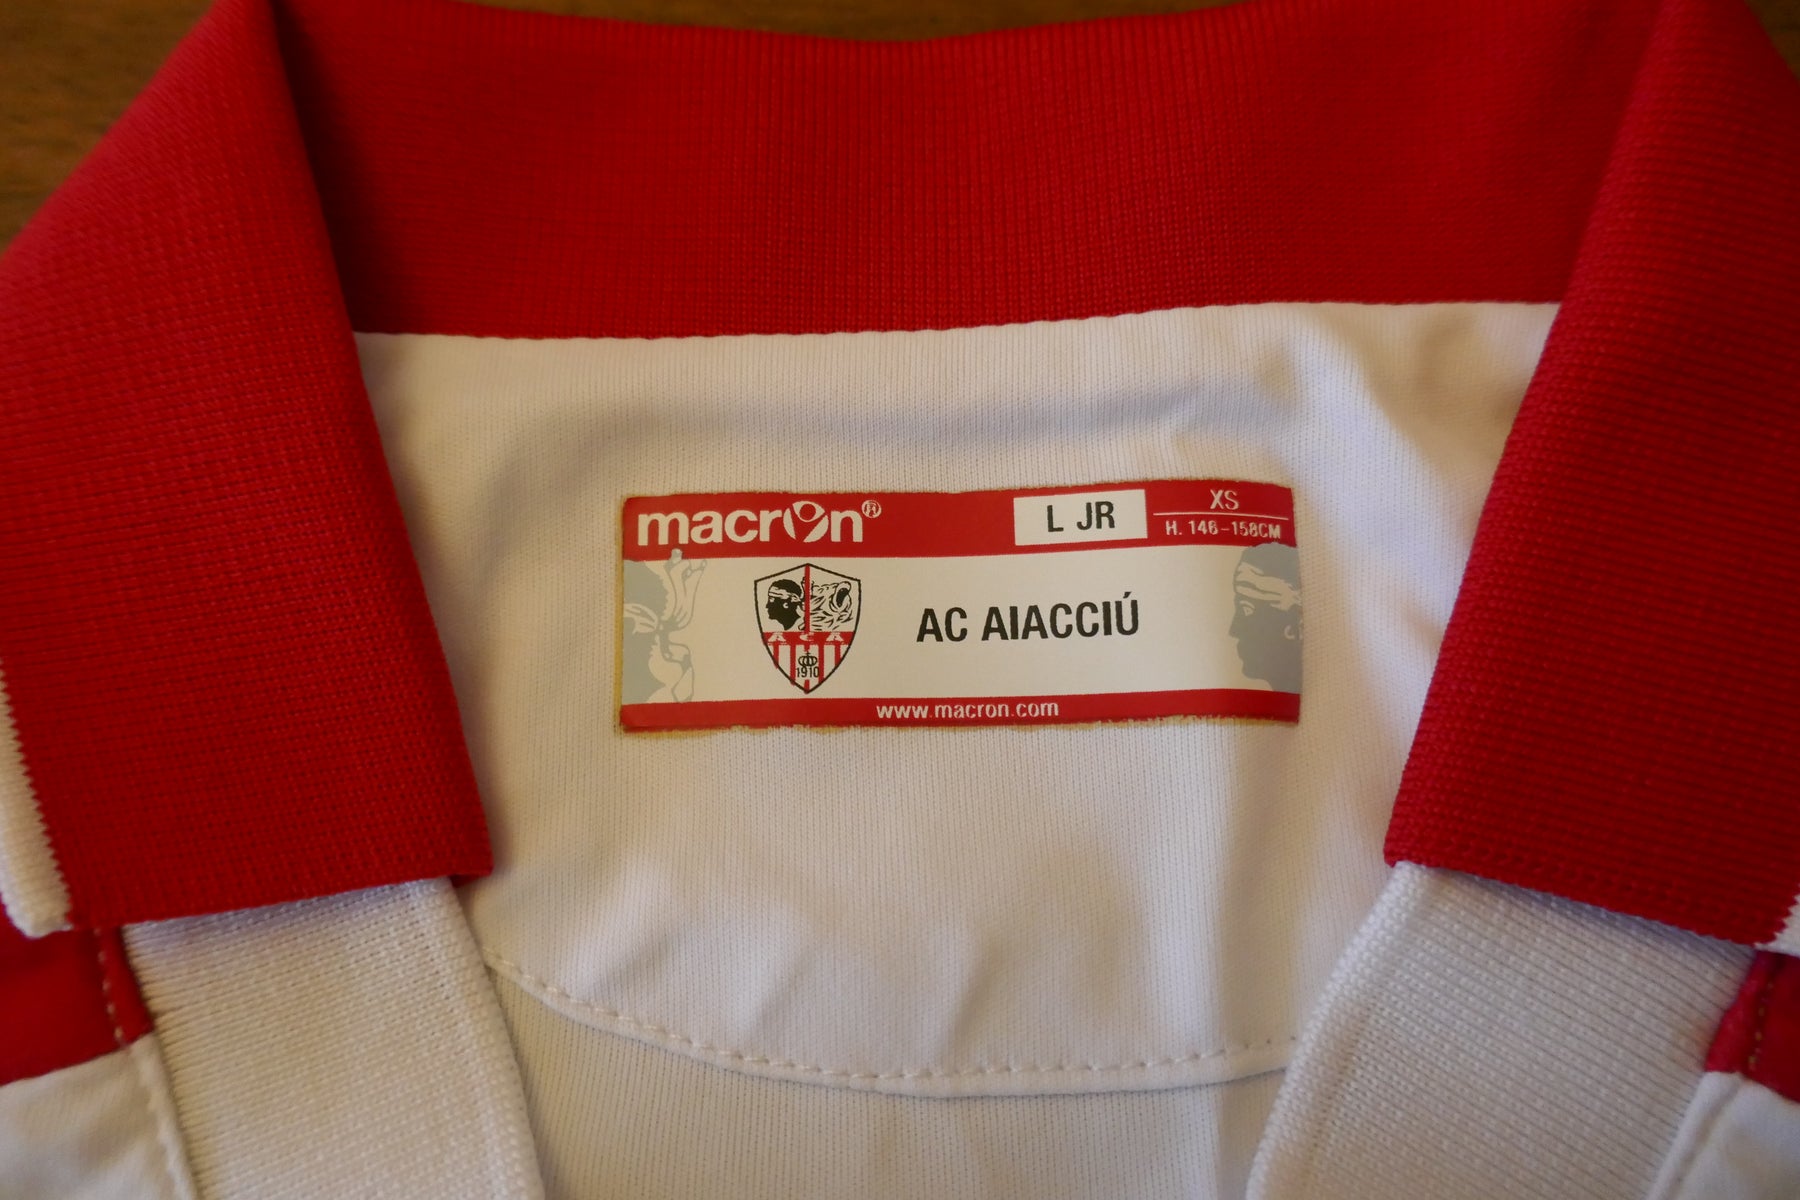 macron®
L JR
XS
H. 146-158CM
ACA
1910
AC AIACCIÚ
www.macron.com